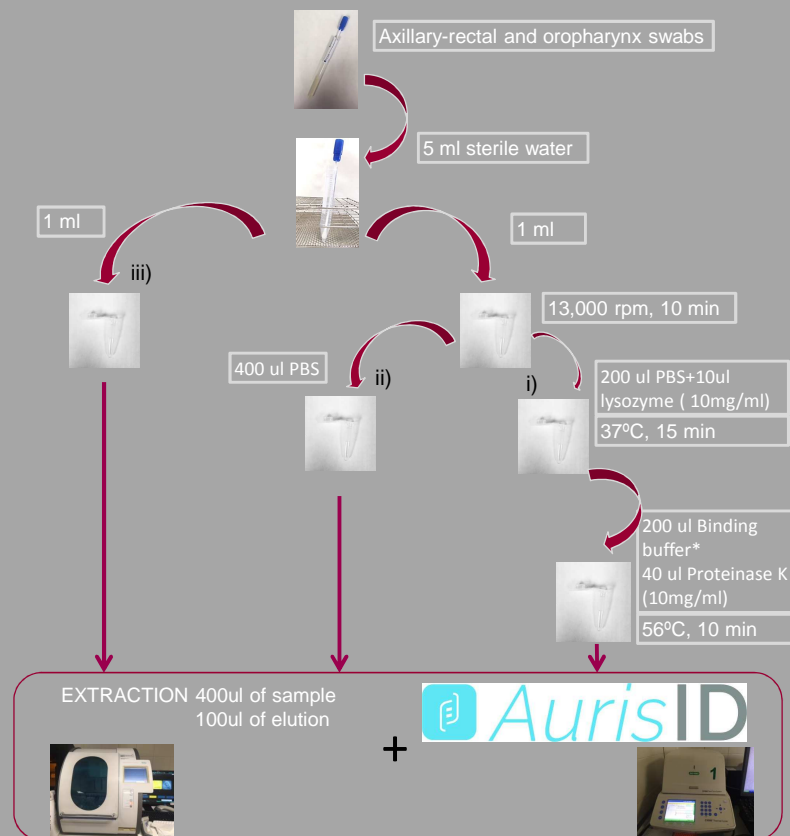 Axillary-rectal and oropharynx swabs
5 ml sterile water
1 ml
1 ml
iii)
13,000 rpm, 10 min
400 ul PBS
ii)
i)
200 ul PBS+10ul
lysozyme ( 10mg/ml)
37ºC, 15 min
200 ul Binding
buffer*
40 ul Proteinase K
(10mg/ml)
56ºC, 10 min
EXTRACTION 400ul of sample
100ul of elution
+
AurisID
1